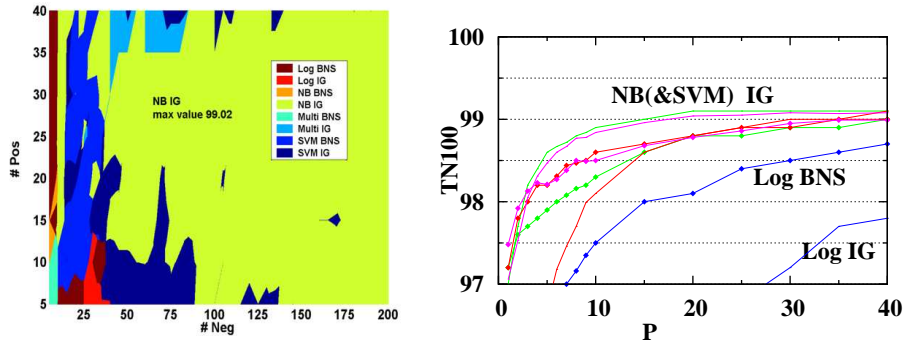 40
35
30
25
20
15
10
5
# Pos
25
50
75
100
125
150
175
200
# Neg
NB IG
max value 99.02
Log BNS
Log IG
NB BNS
NB IG
Multi BNS
Multi IG
SVM BNS
SVM IG
100
99
98
97
TN100
0
10
20
30
40
P
NB(&SVM) IG
Log BNS
Log IG